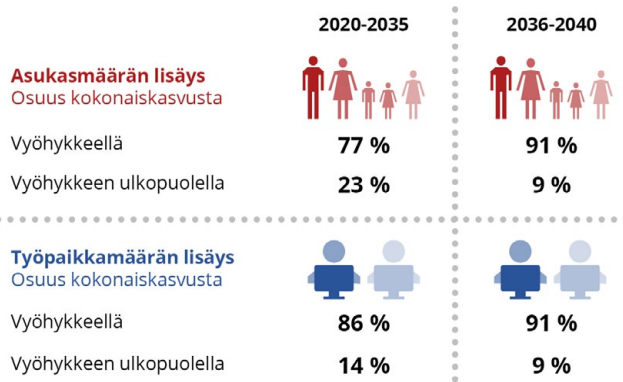 2020-2035 2036-2040
Asukasmäärän lisäys
Osuus kokonaiskasvusta
Vyöhykkeellä 77 % 91 %
Vyöhykkeen ulkopuolella 23 % 9 %
Työpaikkamäärän lisäys
Osuus kokonaiskasvusta
Vyöhykkeellä 86 % 91 %
Vyöhykkeen ulkopuolella 14 % 9 %